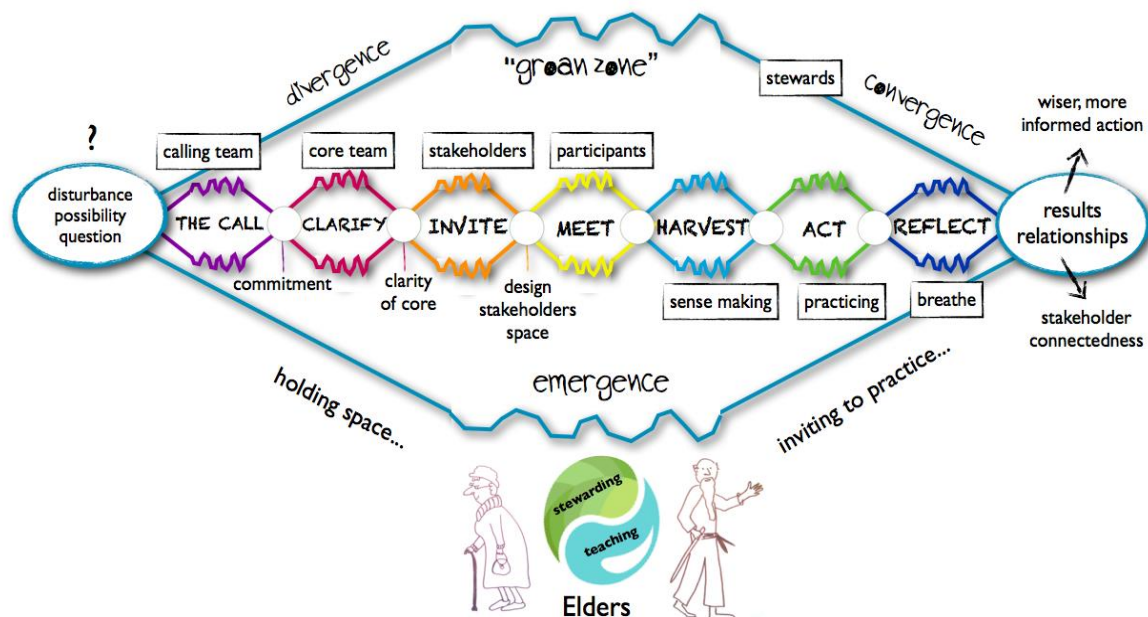 divergence
"groan zone"
stewards
convergence
wiser, more
informed action
?
calling team
core team
stakeholders
participants
disturbance
possibility
question
THE CALL
CLARIFY
INVITE
MEET
HARVEST
ACT
REFLECT
results
relationships
commitment
clarity
of core
design
stakeholders
space
sense making
practicing
breathe
stakeholder
connectedness
holding space...
emergence
inviting to practice...
stewarding
teaching
Elders